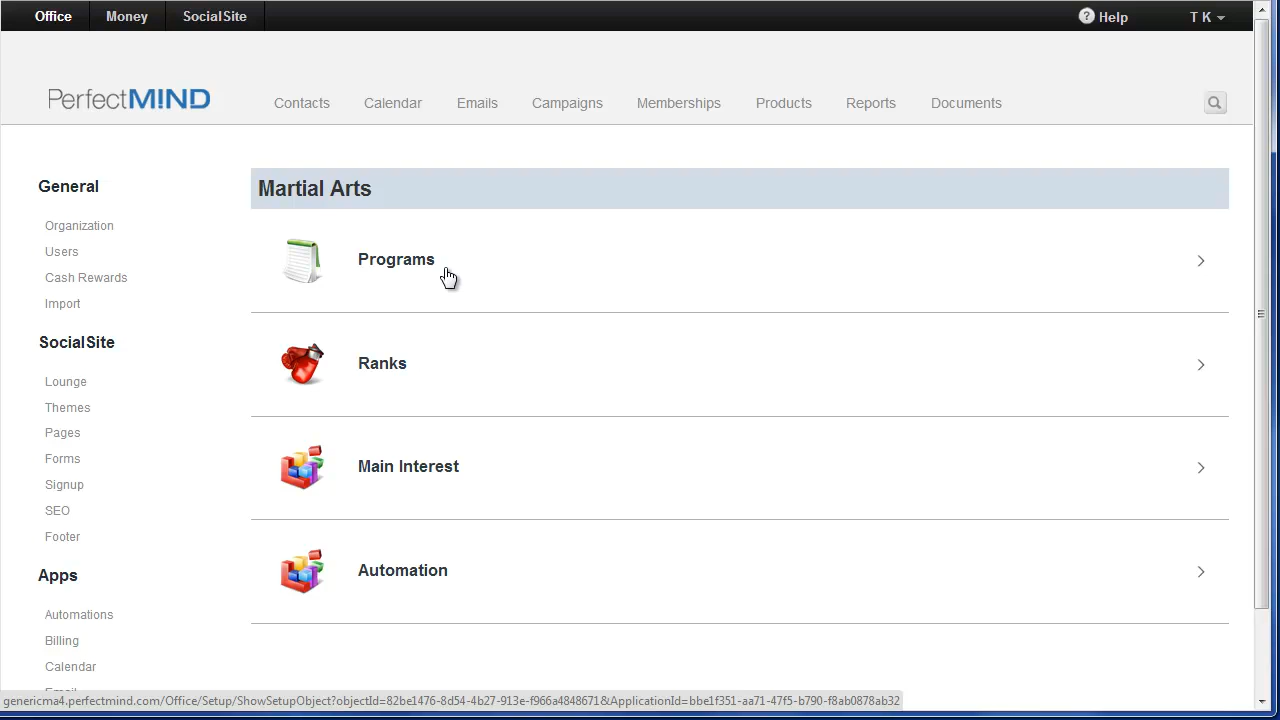 Office Money SocialSite Help T K
PerfectM!ND Contacts Calendar Emails Campaigns Memberships Products Reports Documents
General
Organization
Users
Cash Rewards
Import
SocialSite
Lounge
Themes
Pages
Forms
Signup
SEO
Footer
Apps
Automations
Billing
Calendar
Martial Arts
Programs
Ranks
Main Interest
Automation
genericma4.perfectmind.com/Office/Setup/ShowSetupObject?objectId=82be1476-8d54-4b27-913e-f966a4848671&ApplicationId=bbe1f351-aa71-47f5-b790-f8ab0878ab32